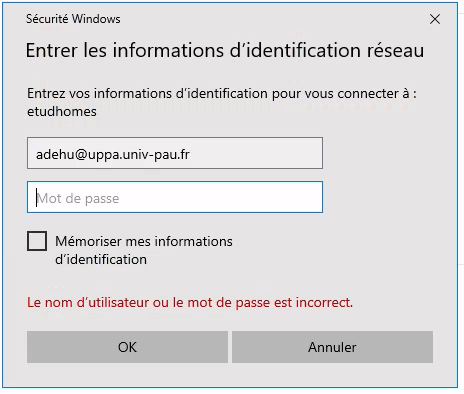 Sécurité Windows
Entrer les informations d’identification réseau
Entrez vos informations d’identification pour vous connecter à :
etudhomes
adehu@uppa.univ-pau.fr
Mot de passe
Mémoriser mes informations
d’identification
Le nom d’utilisateur ou le mot de passe est incorrect.
OK
Annuler